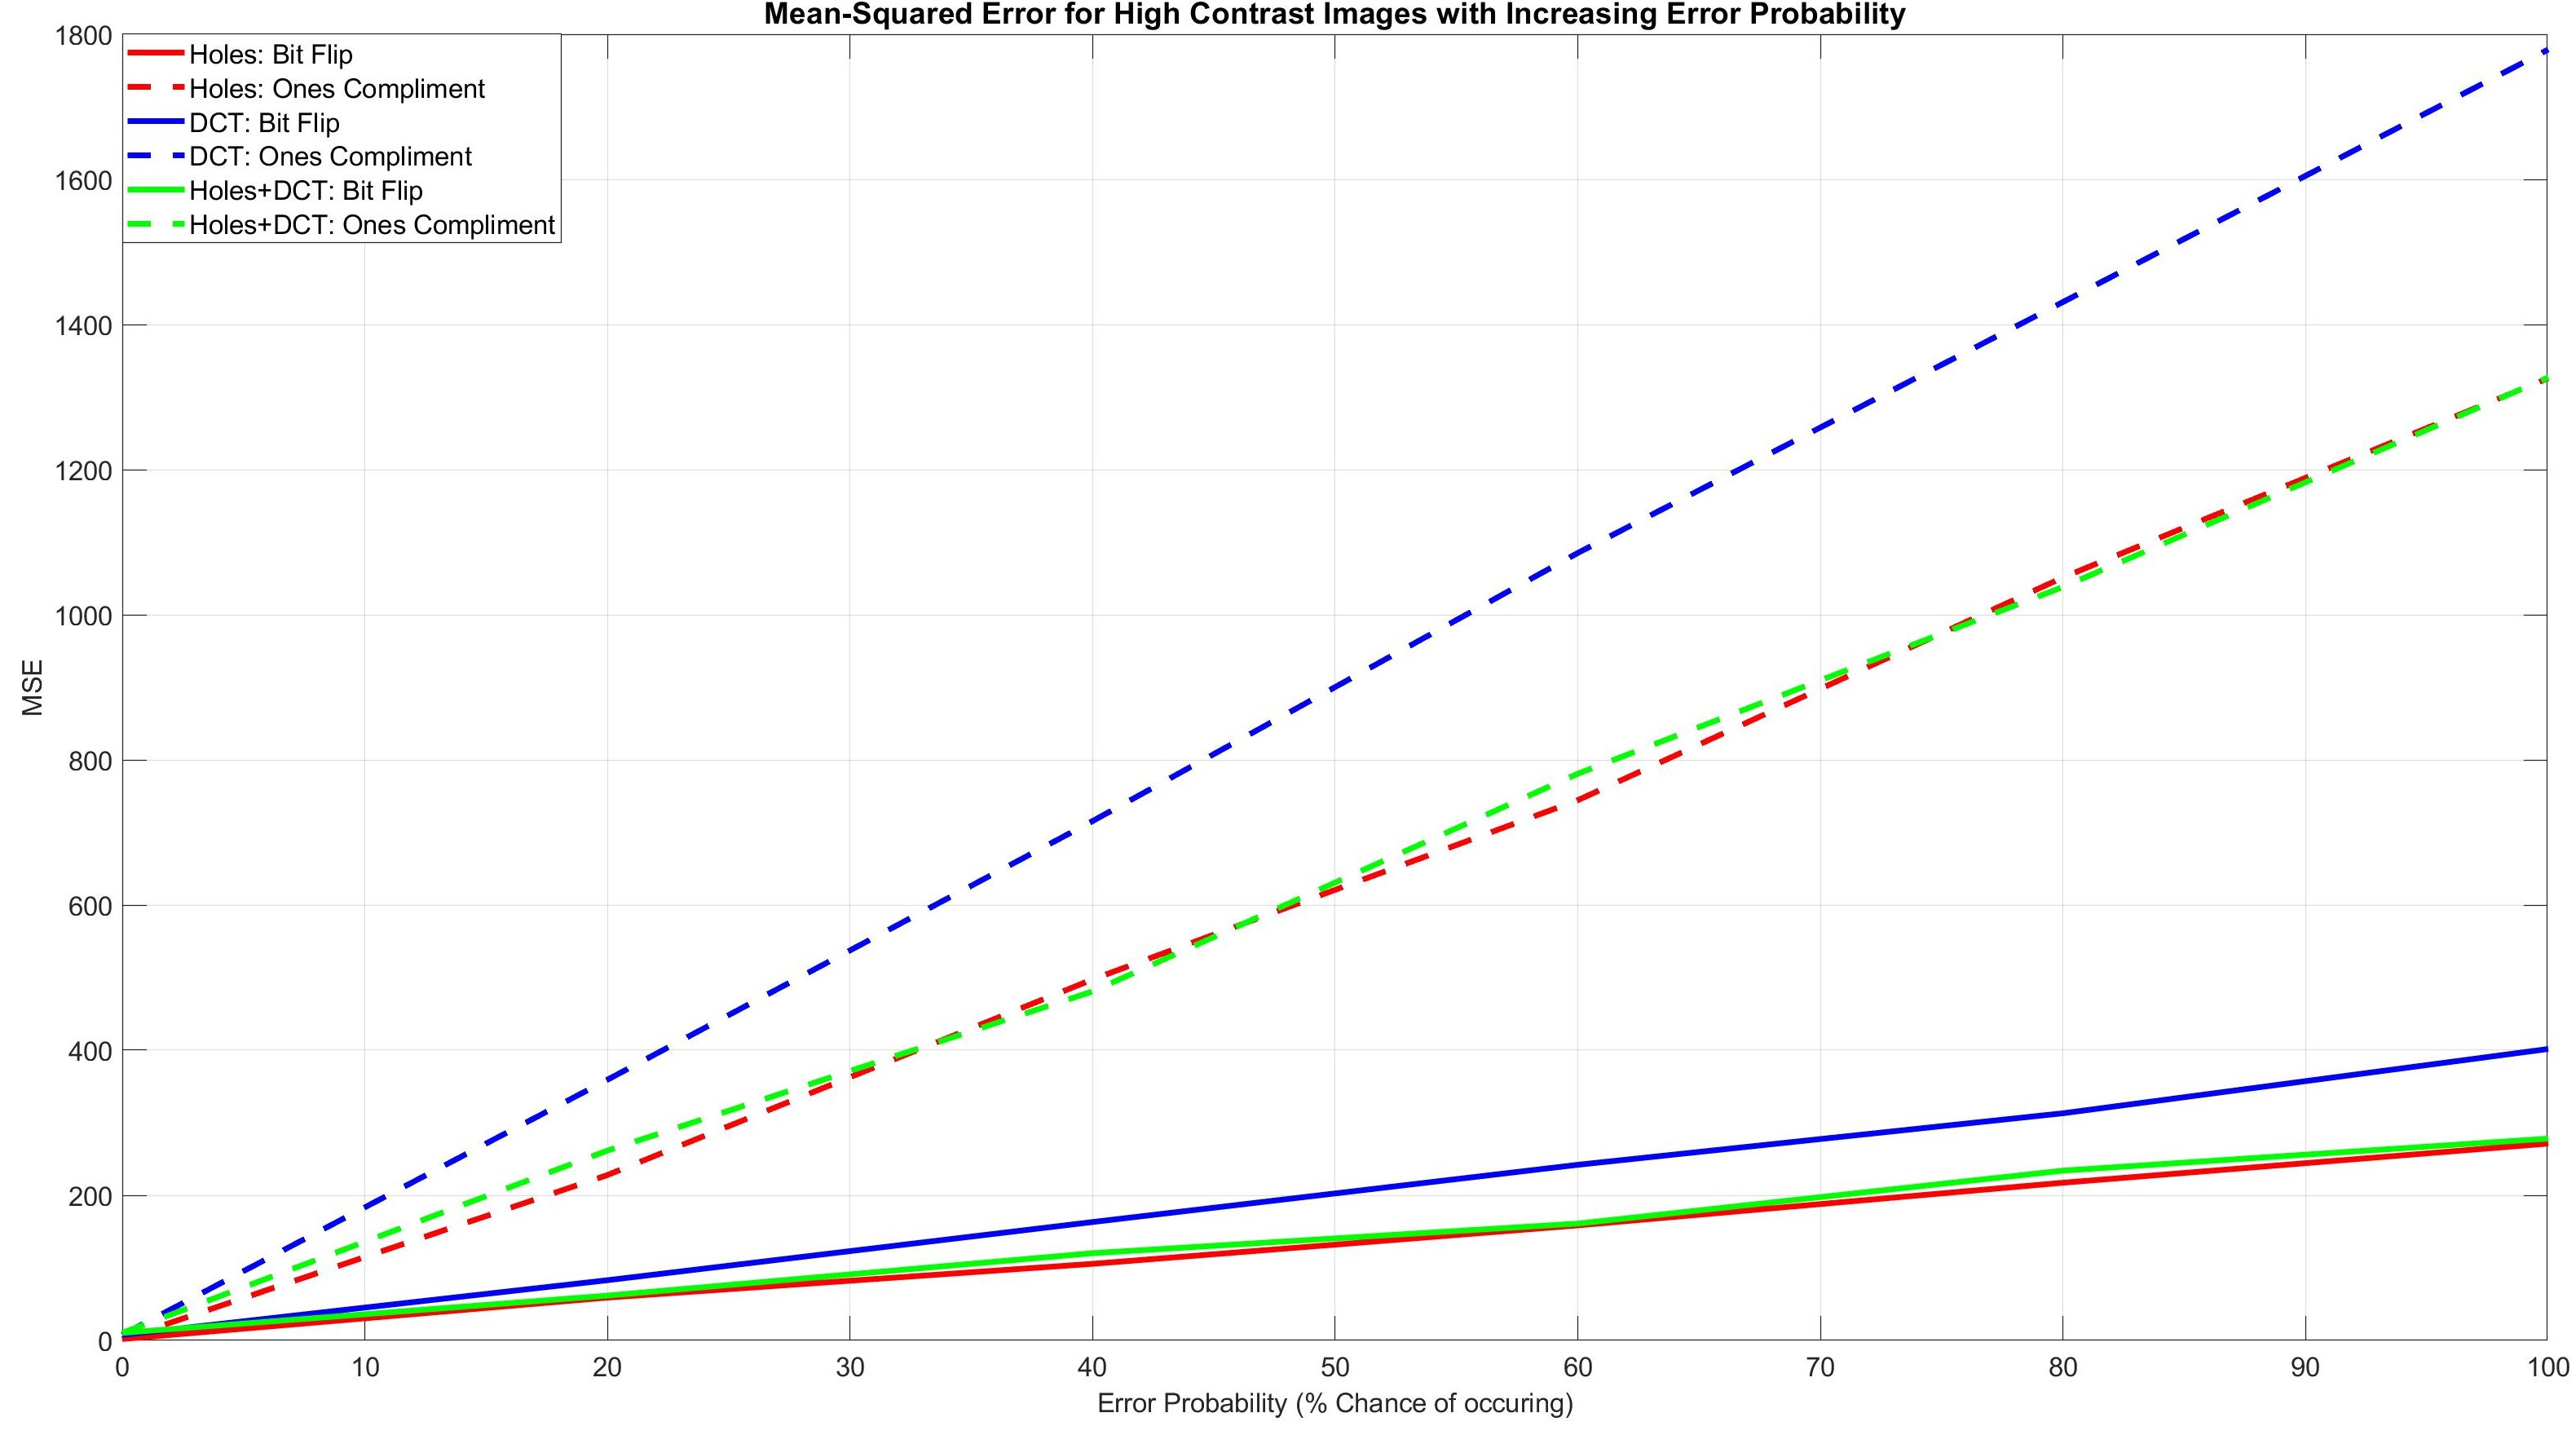 Mean-Squared Error for High Contrast Images with Increasing Error Probability
1800
1600
1400
1200
1000
800
600
400
200
0
MSE
Holes: Bit Flip
Holes: Ones Compliment
DCT: Bit Flip
DCT: Ones Compliment
Holes+DCT: Bit Flip
Holes+DCT: Ones Compliment
0 10 20 30 40 50 60 70 80 90 100
Error Probability (% Chance of occuring)